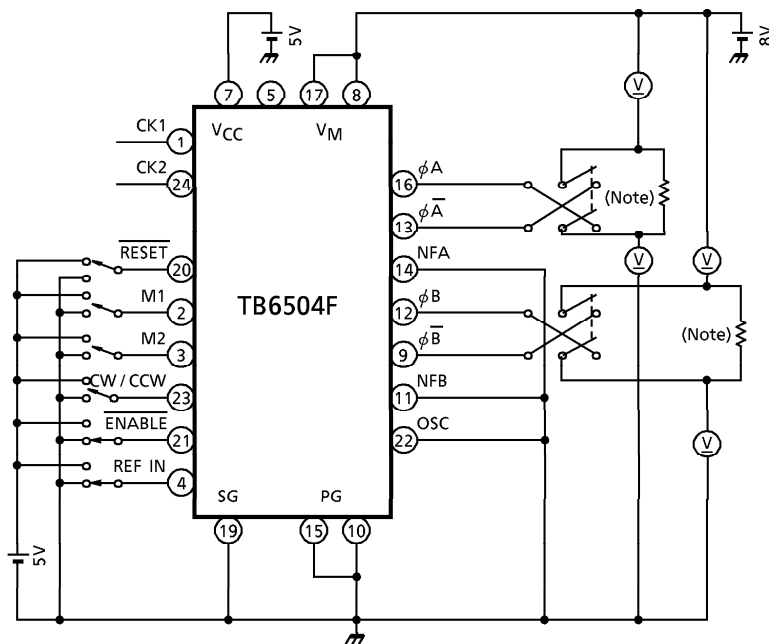 5V
8V
7
5
17
8
V
CK1
1
VCC
VM
CK2
24
16
φA
(Note)
13
φA̅
R̅E̅S̅E̅T̅
20
14
NFA
V
V
M1
2
TB6504F
12
φB
M2
3
9
φB̅
(Note)
CW / CCW
23
11
NFB
E̅N̅A̅B̅L̅E̅
21
22
OSC
V
REF IN
4
SG
PG
19
15
10
5V